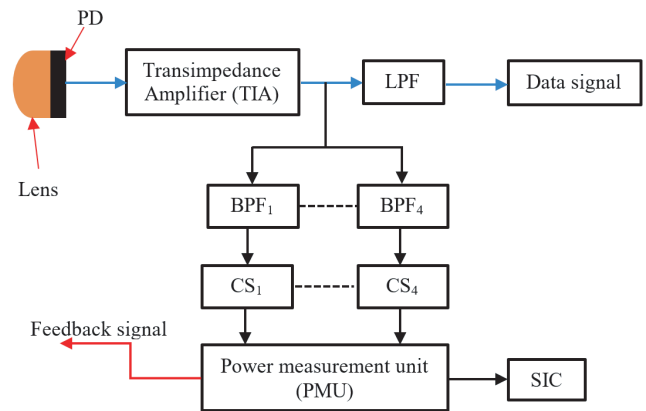 PD
Transimpedance
Amplifier (TIA)
LPF
Data signal
Lens
BPF₁
BPF₄
CS₁
CS₄
Feedback signal
Power measurement unit
(PMU)
SIC